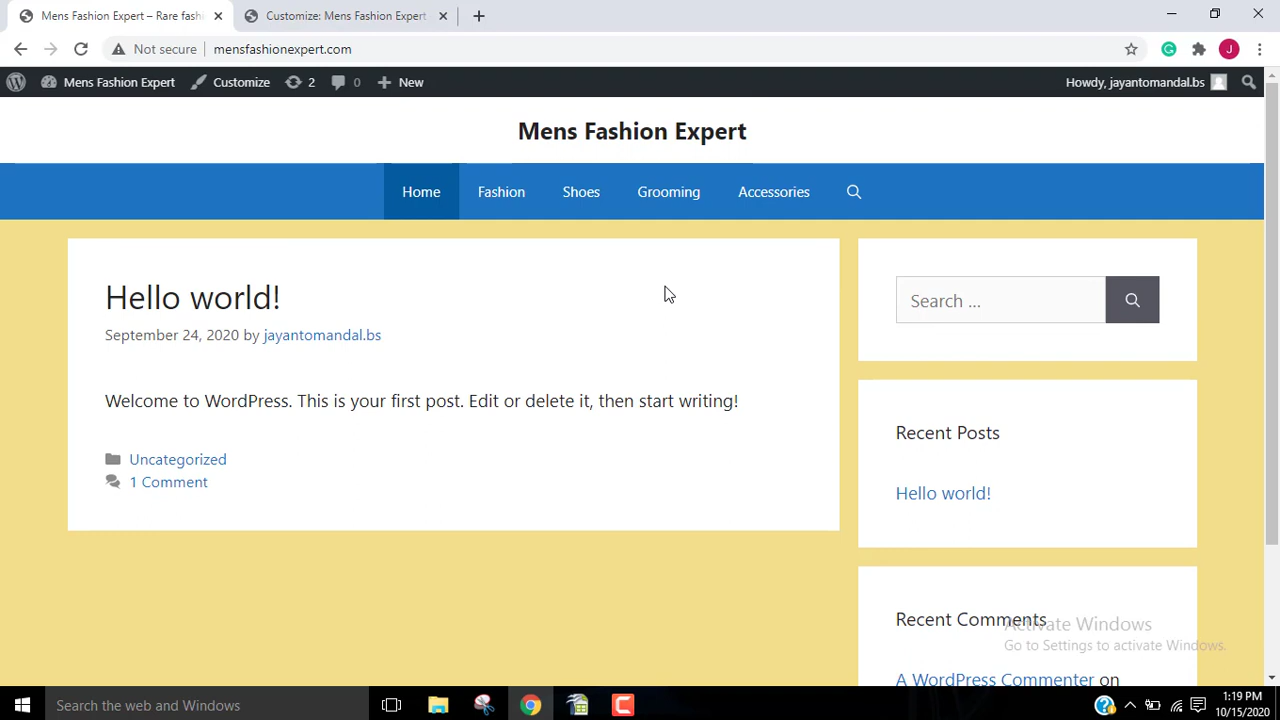 Mens Fashion Expert – Rare fash
Customize: Mens Fashion Expert
Not secure
mensfashionexpert.com
J
Mens Fashion Expert
Customize
2
0
New
Howdy, jayantomandal.bs
Mens Fashion Expert
Home
Fashion
Shoes
Grooming
Accessories
Hello world!
September 24, 2020 by jayantomandal.bs
Welcome to WordPress. This is your first post. Edit or delete it, then start writing!
Uncategorized
1 Comment
Search ...
Recent Posts
Hello world!
Recent Comments
A WordPress Commenter on
Activate Windows
Go to Settings to activate Windows.
Search the web and Windows
1:19 PM
10/15/2020